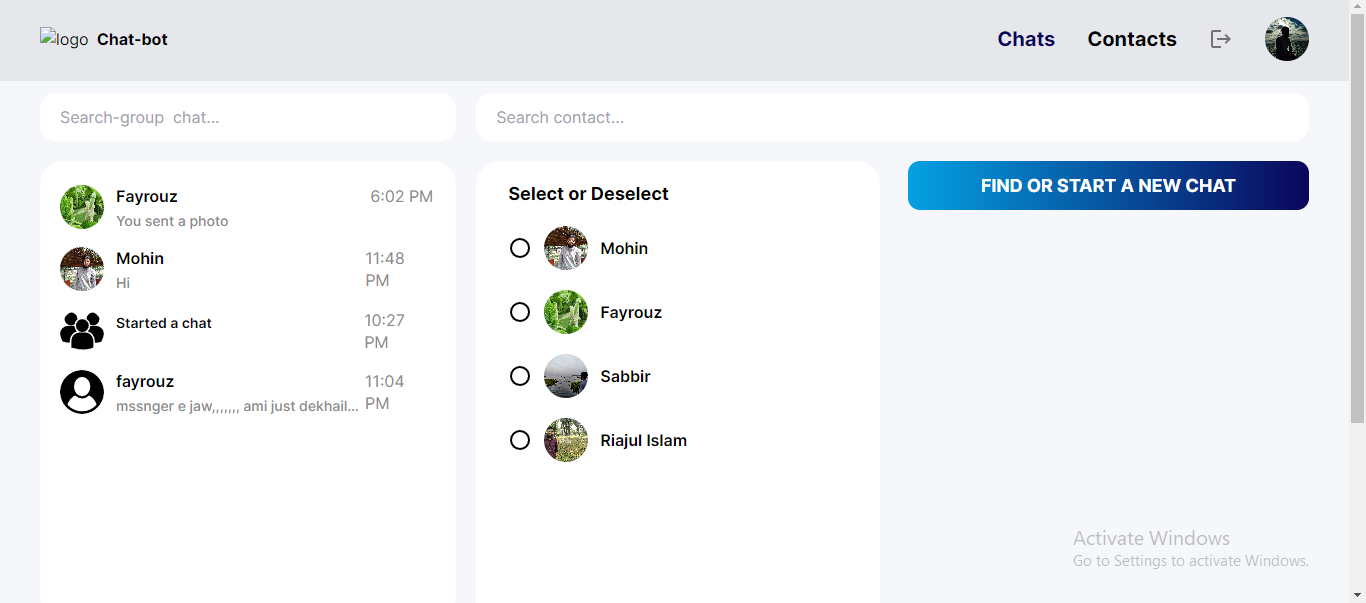 logo Chat-bot
Chats Contacts
Search-group chat...
Search contact...
Fayrouz 6:02 PM
You sent a photo
Mohin 11:48 PM
Hi
Started a chat 10:27 PM
fayrouz 11:04 PM
mssnger e jaw,,,,,,, ami just dekhail...
Select or Deselect
Mohin
Fayrouz
Sabbir
Riajul Islam
FIND OR START A NEW CHAT
Activate Windows
Go to Settings to activate Windows.